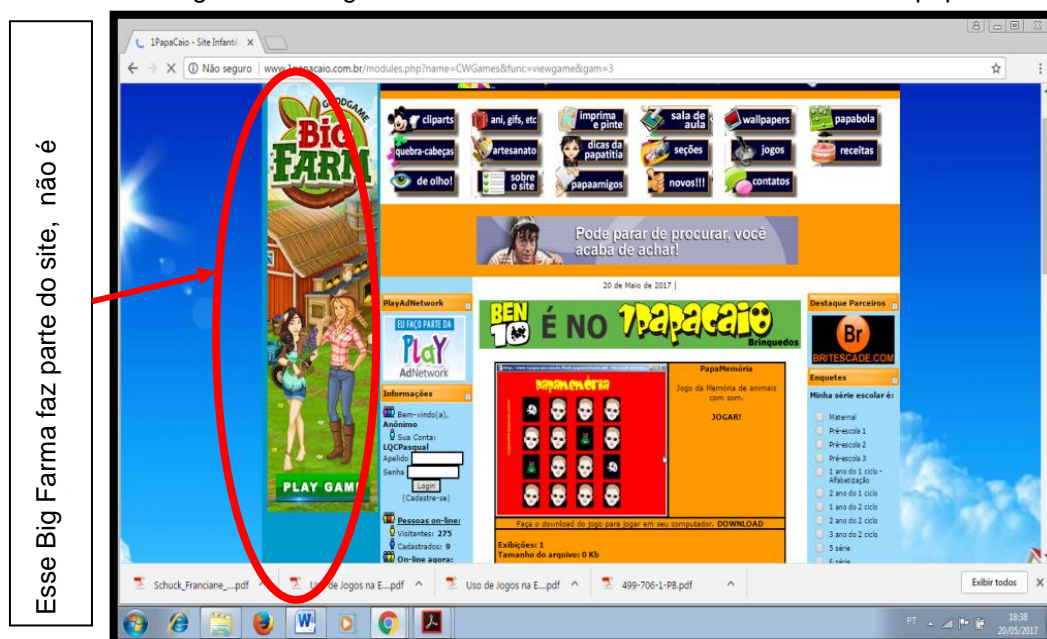 Esse Big Farma faz parte do site, não é
1PapaCaio - Site Infantil
Não seguro | www.1papacaio.com.br/modules.php?name=CWGames&func=viewgame&gam=3
GOODGAME
BIG
FARM
PLAY GAME
cliparts
ani, gifs, etc
imprima
e pinte
sala de
aula
wallpapers
papabola
quebra-cabeças
artesanato
dicas da
papatitia
seções
jogos
receitas
de olho!
sobre
o site
papaamigos
novos!!!
contatos
Pode parar de procurar, você
acaba de achar!
20 de Maio de 2017 |
PlayAdNetwork
EU FAÇO PARTE DA
PLaY
AdNetwork
Informações
Bem-vindo(a),
Anônimo
Sua Conta:
LQCPasqual
Apelido
Senha
Login
(Cadastre-se)
Pessoas on-line:
Visitantes: 275
Cadastrados: 9
On-line agora:
BEN
10
É NO 1Papacaio
Brinquedos
papamemória
PapaMemória
Jogo da Memória de animais
com som.
JOGAR!
Faça o download do jogo para jogar em seu computador. DOWNLOAD
Exibições: 1
Tamanho do arquivo: 0 Kb
Destaque Parceiros
Br
BRITESCADE.COM
Enquetes
Minha série escolar é:
Maternal
Pré-escola 1
Pré-escola 2
Pré-escola 3
1 ano do 1 ciclo -
Alfabetização
2 ano do 1 ciclo
1 ano do 2 ciclo
2 ano do 2 ciclo
3 ano do 2 ciclo
5 série
6 série
Schuck_Franciane_....pdf
Uso de Jogos na E....pdf
Uso de Jogos na E....pdf
499-706-1-PB.pdf
Exibir todos
PT
18:38
20/05/2017